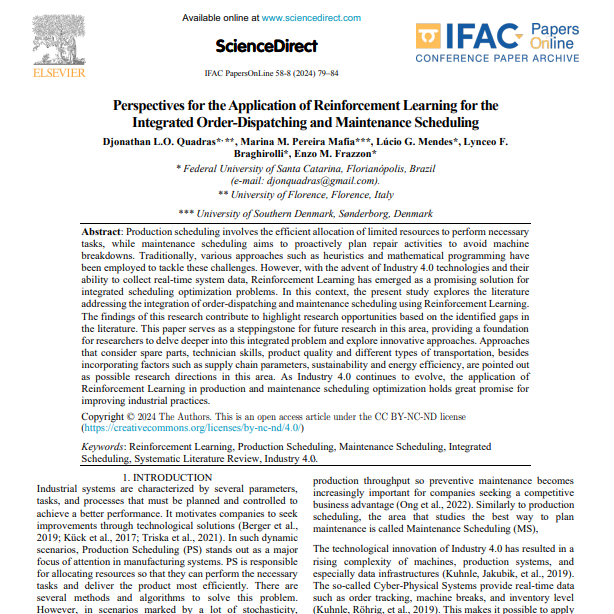 Available online at www.sciencedirect.com
ScienceDirect
ELSEVIER
IFAC PapersOnLine 58-8 (2024) 79–84
IFAC Papers
OnLine
CONFERENCE PAPER ARCHIVE
Perspectives for the Application of Reinforcement Learning for the
Integrated Order-Dispatching and Maintenance Scheduling
Djonathan L.O. Quadras*,**, Marina M. Pereira Mafia***, Lúcio G. Mendes*, Lynceo F.
Braghirolli*, Enzo M. Frazzon*
* Federal University of Santa Catarina, Florianópolis, Brazil
(e-mail: djonquadras@gmail.com).
** University of Florence, Florence, Italy
*** University of Southern Denmark, Sønderborg, Denmark
Abstract: Production scheduling involves the efficient allocation of limited resources to perform necessary
tasks, while maintenance scheduling aims to proactively plan repair activities to avoid machine
breakdowns. Traditionally, various approaches such as heuristics and mathematical programming have
been employed to tackle these challenges. However, with the advent of Industry 4.0 technologies and their
ability to collect real-time system data, Reinforcement Learning has emerged as a promising solution for
integrated scheduling optimization problems. In this context, the present study explores the literature
addressing the integration of order-dispatching and maintenance scheduling using Reinforcement Learning.
The findings of this research contribute to highlight research opportunities based on the identified gaps in
the literature. This paper serves as a steppingstone for future research in this area, providing a foundation
for researchers to delve deeper into this integrated problem and explore innovative approaches. Approaches
that consider spare parts, technician skills, product quality and different types of transportation, besides
incorporating factors such as supply chain parameters, sustainability and energy efficiency, are pointed out
as possible research directions in this area. As Industry 4.0 continues to evolve, the application of
Reinforcement Learning in production and maintenance scheduling optimization holds great promise for
improving industrial practices.
Copyright © 2024 The Authors. This is an open access article under the CC BY-NC-ND license
(https://creativecommons.org/licenses/by-nc-nd/4.0/)
Keywords: Reinforcement Learning, Production Scheduling, Maintenance Scheduling, Integrated
Scheduling, Systematic Literature Review, Industry 4.0.
1. INTRODUCTION
Industrial systems are characterized by several parameters,
tasks, and processes that must be planned and controlled to
achieve a better performance. It motivates companies to seek
improvements through technological solutions (Berger et al.,
2019; Kück et al., 2017; Triska et al., 2021). In such dynamic
scenarios, Production Scheduling (PS) stands out as a major
focus of attention in manufacturing systems. PS is responsible
for allocating resources so that they can perform the necessary
tasks and deliver the product most efficiently. There are
several methods and algorithms to solve this problem.
However, in scenarios marked by a lot of stochasticity,
production throughput so preventive maintenance becomes
increasingly important for companies seeking a competitive
business advantage (Ong et al., 2022). Similarly to production
scheduling, the area that studies the best way to plan
maintenance is called Maintenance Scheduling (MS),
The technological innovation of Industry 4.0 has resulted in a
rising complexity of machines, production systems, and
especially data infrastructures (Kuhnle, Jakubik, et al., 2019).
The so-called Cyber-Physical Systems provide real-time data
such as order tracking, machine breaks, and inventory level
(Kuhnle, Röhrig, et al., 2019). This makes it possible to apply